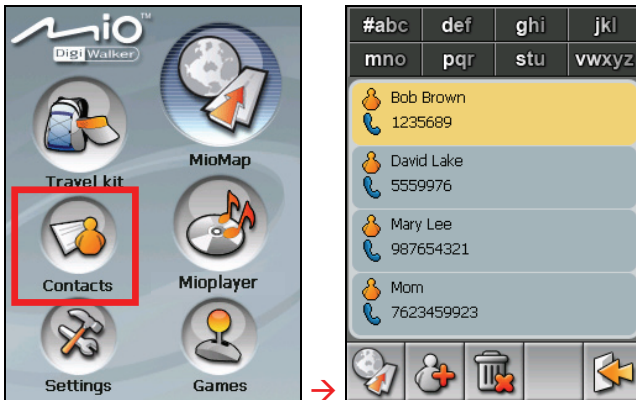 Mio™
DigiWalker
MioMap
Travel kit
Contacts
Mioplayer
Settings
Games
→
#abc def ghi jkl
mno pqr stu vwxyz
Bob Brown
1235689
David Lake
5559976
Mary Lee
987654321
Mom
7623459923